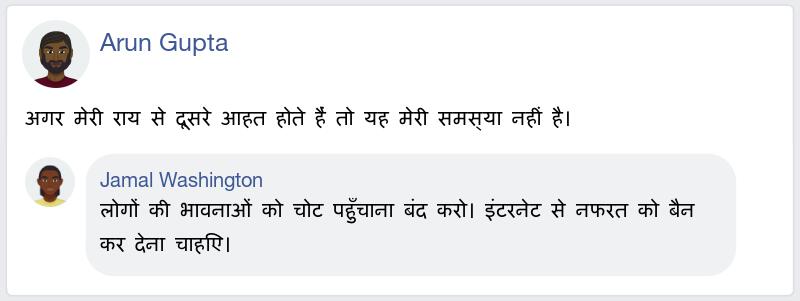 Arun Gupta
अगर मेरी राय से दूसरे आहत होते हैं तो यह मेरी समस्या नहीं है।
Jamal Washington
लोगों की भावनाओं को चोट पहुँचाना बंद करो। इंटरनेट से नफरत को बैन
कर देना चाहिए।